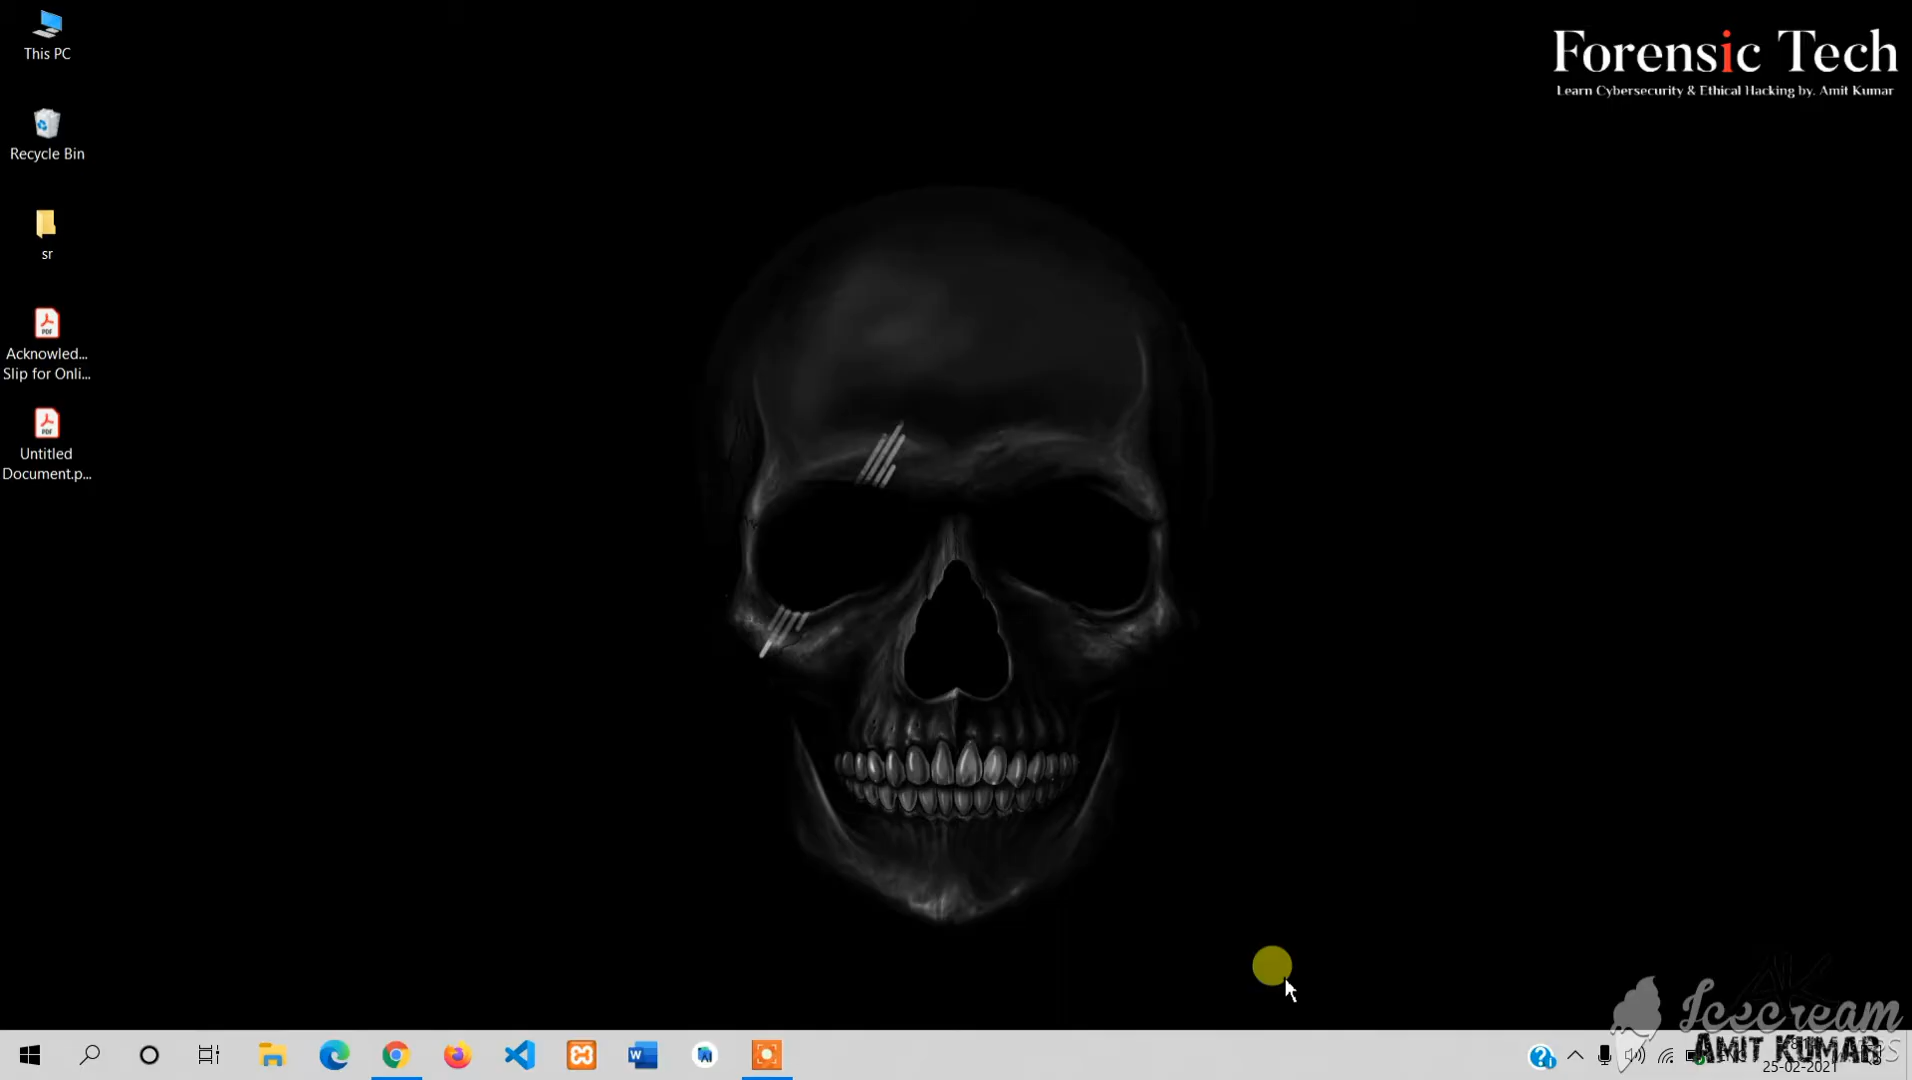 This PC
Recycle Bin
sr
Acknowled...
Slip for Onli...
Untitled
Document.p...
Forensic Tech
Learn Cybersecurity & Ethical Hacking by. Amit Kumar
Icecream
AMIT KUMAR
25-02-2021